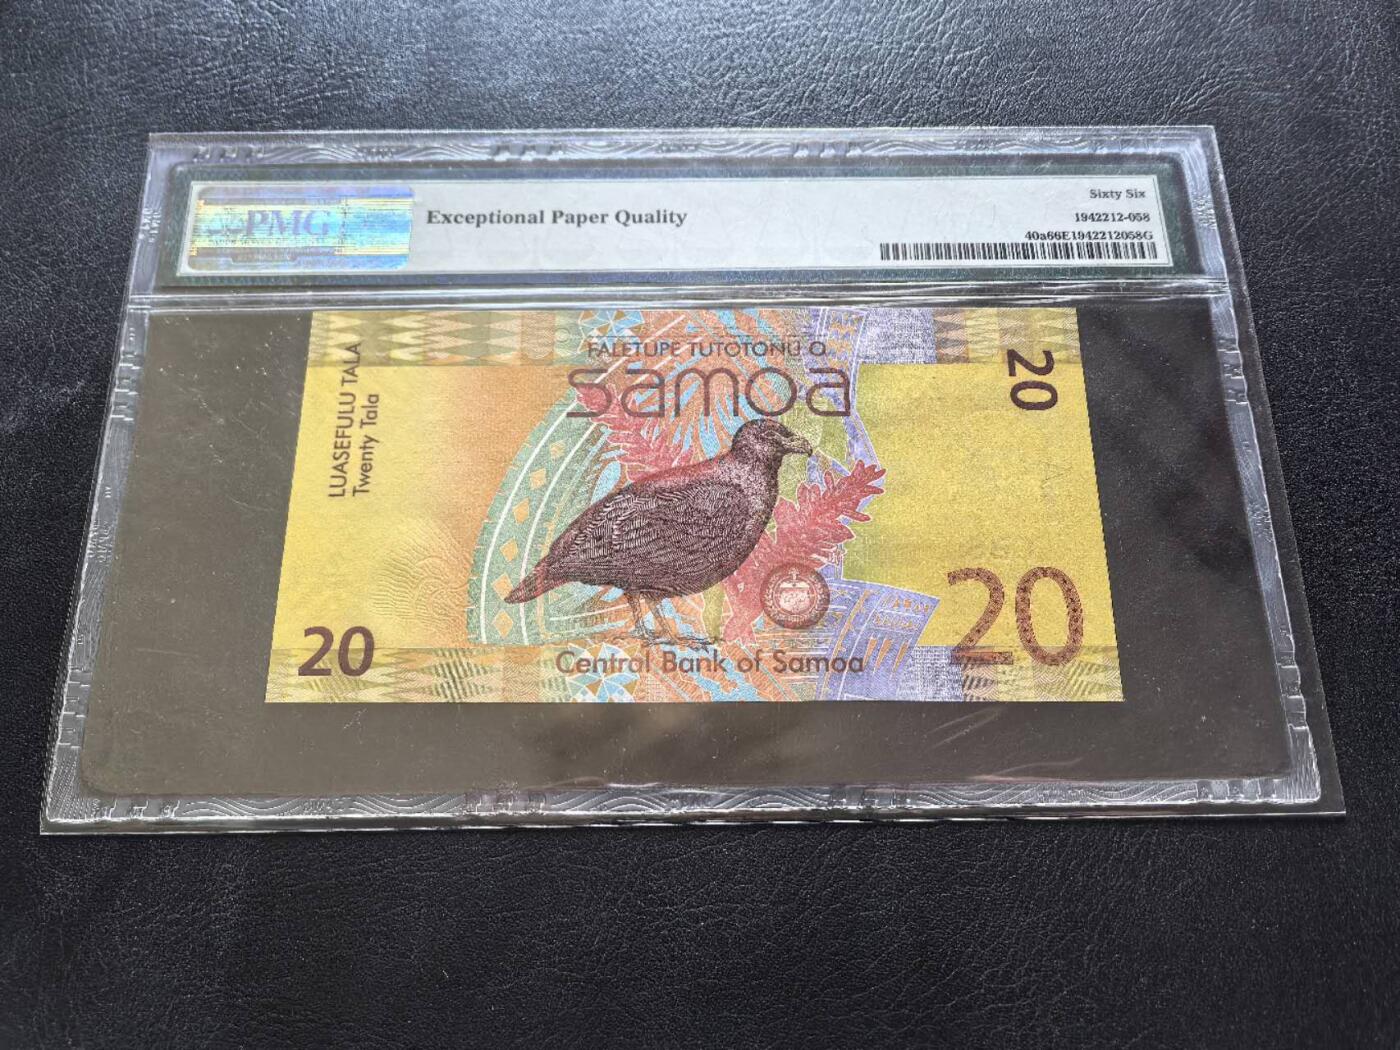 PMG
Exceptional Paper Quality
Sixty Six
1942212-058
40a66E1942212058G
FALETUPE TUTOTONU O
samoa
LUASEFULU TALA
Twenty Tala
20
20
20
Central Bank of Samoa